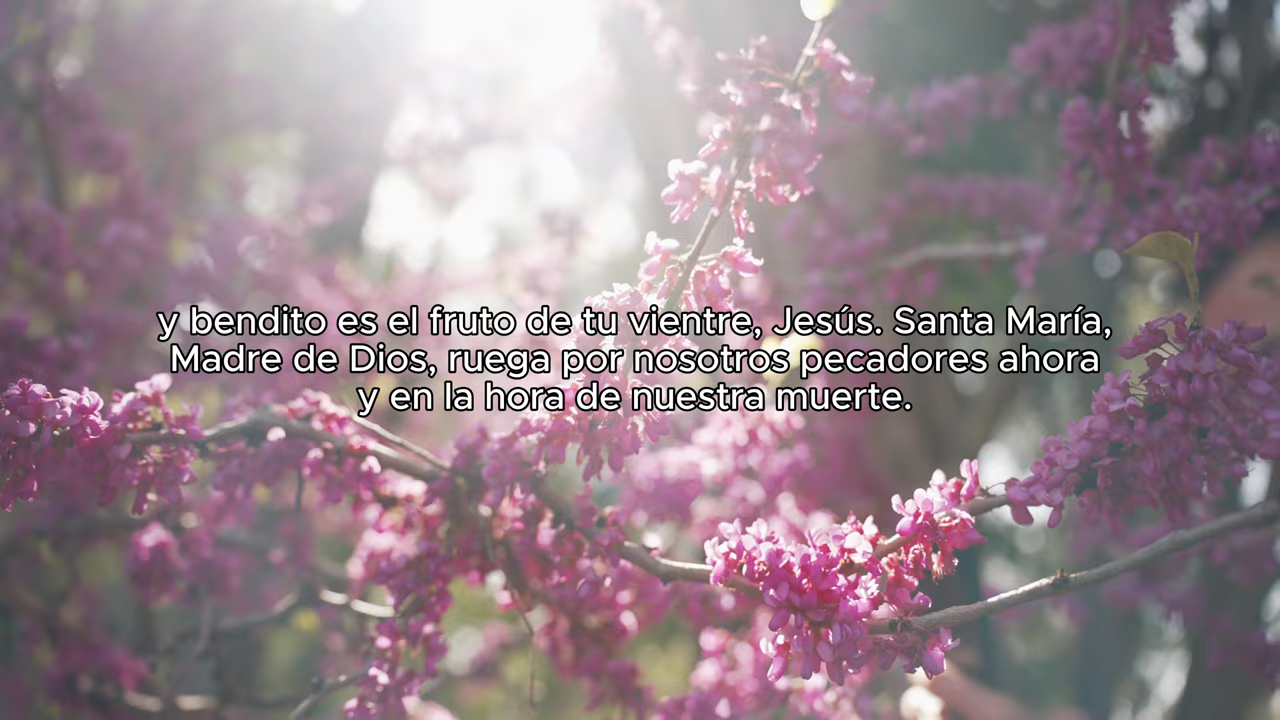 y bendito es el fruto de tu vientre, Jesús. Santa María,
Madre de Dios, ruega por nosotros pecadores ahora
y en la hora de nuestra muerte.